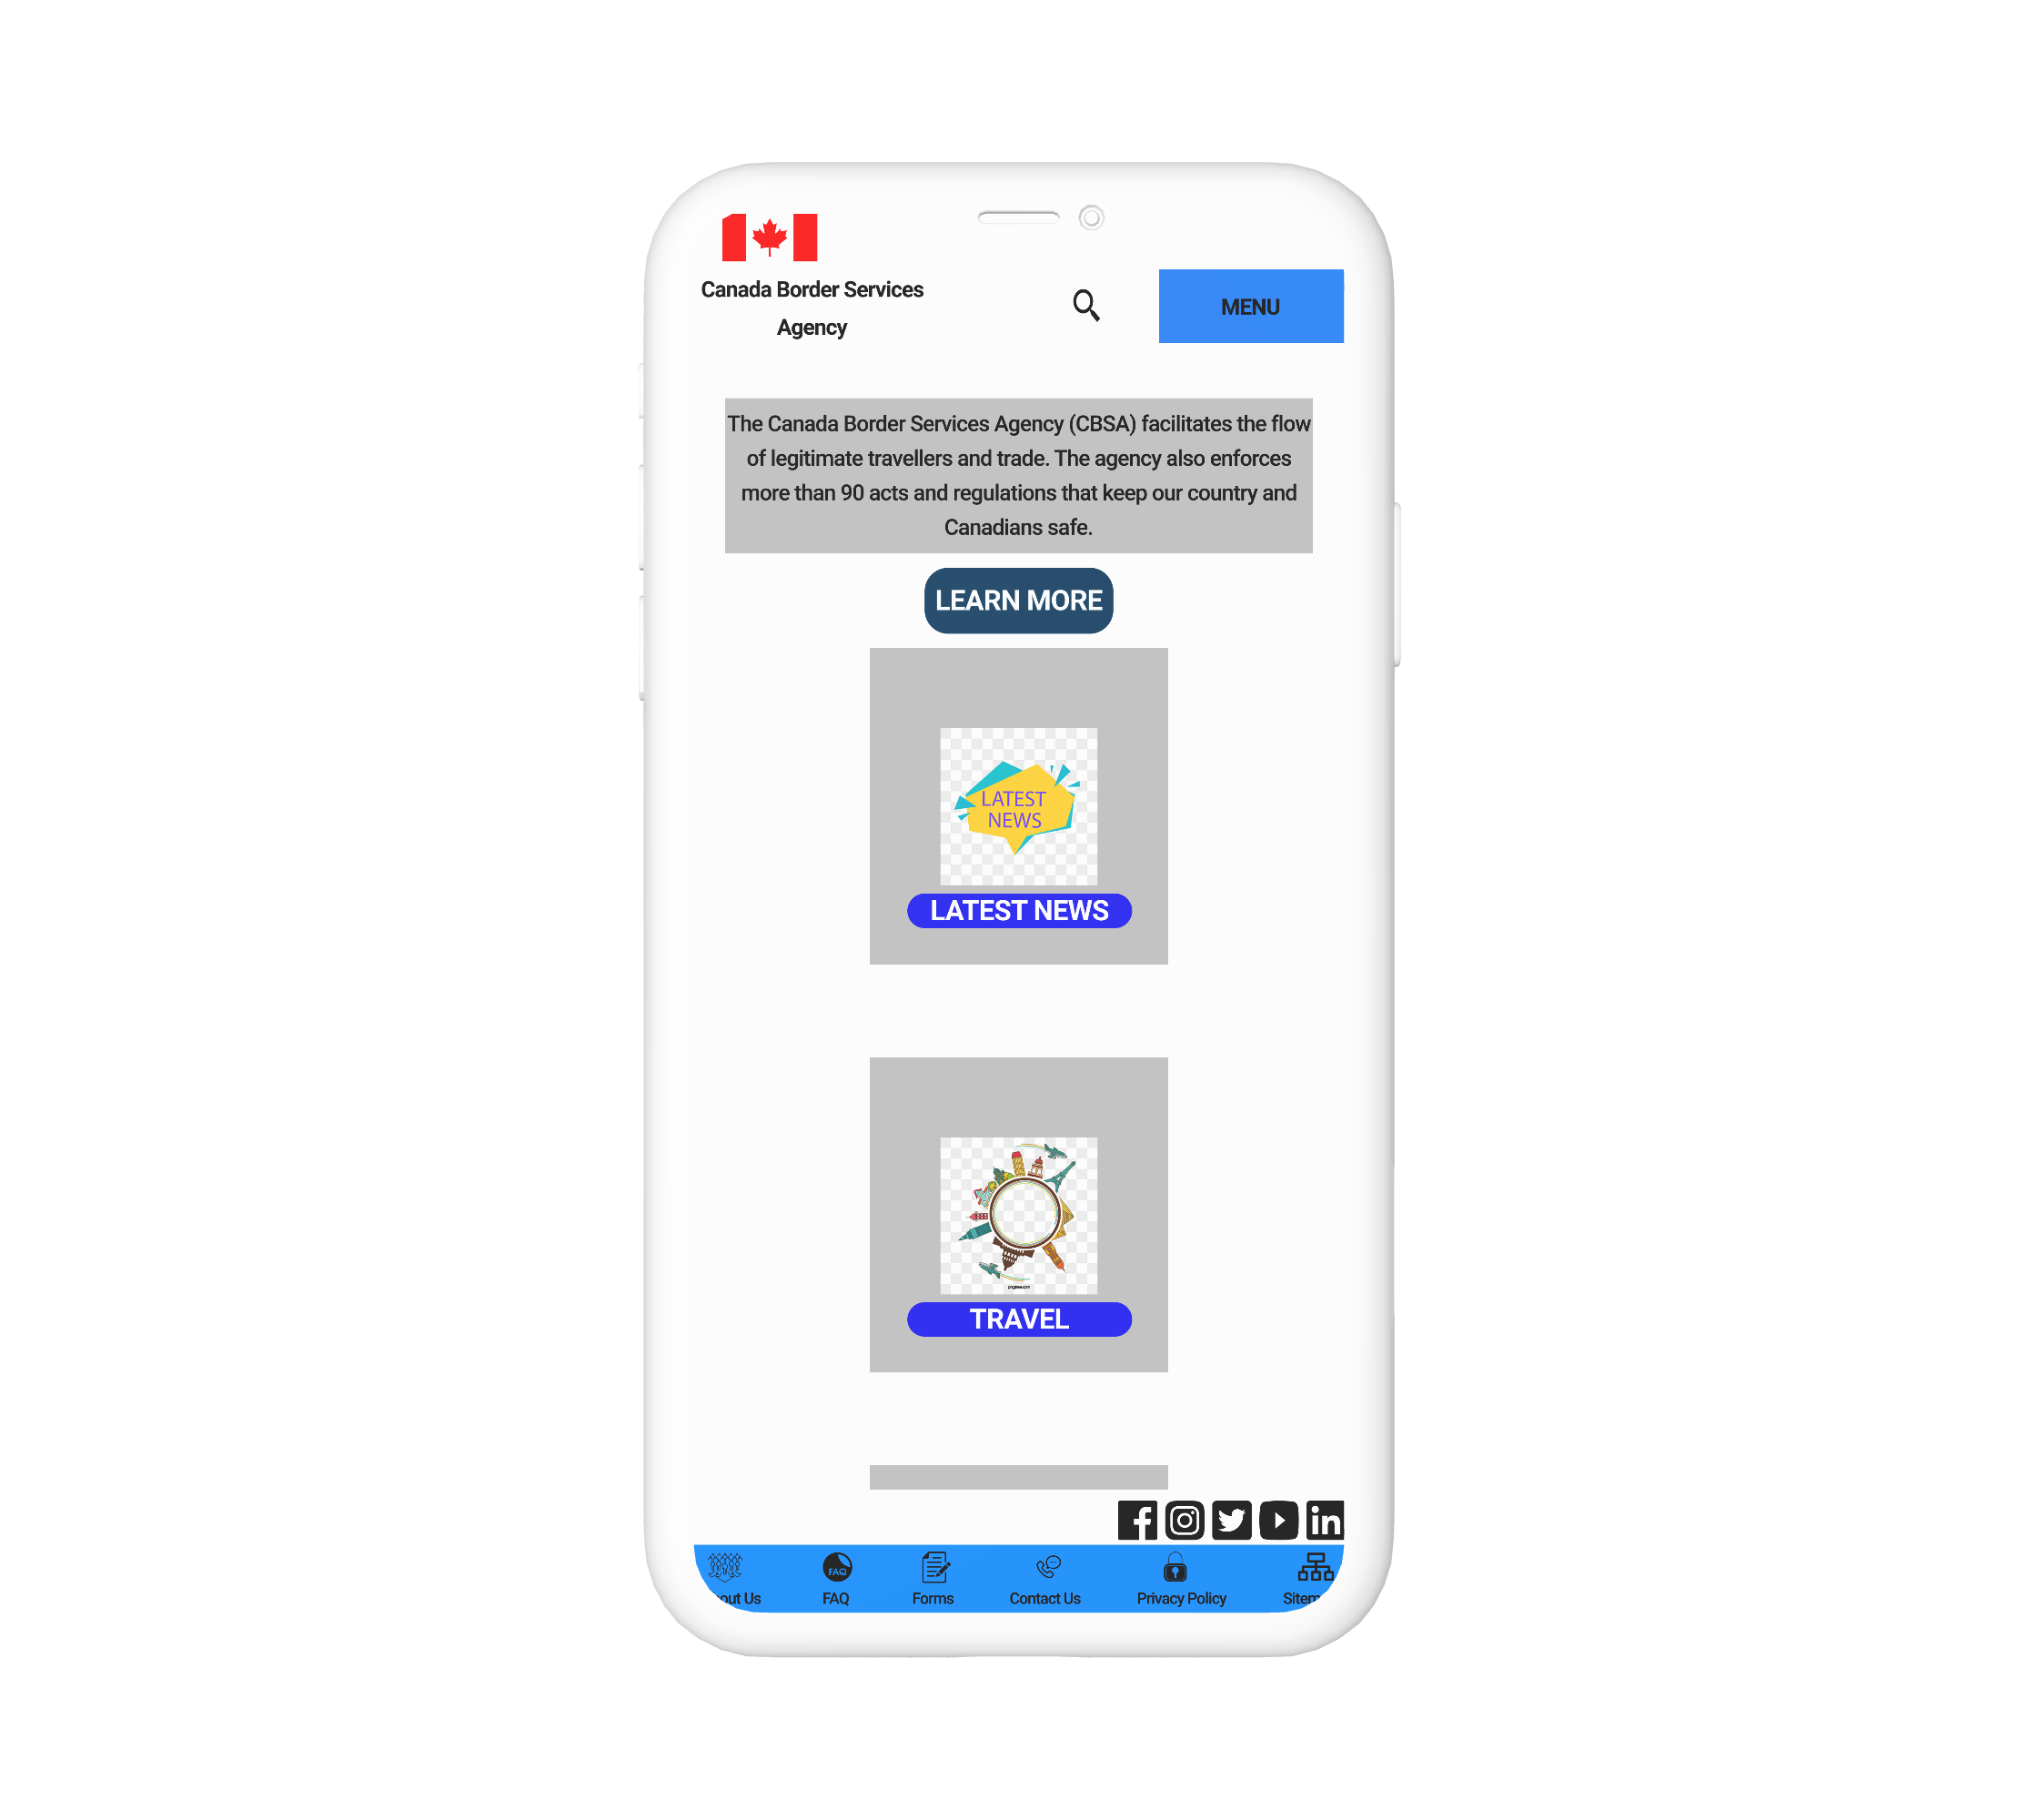 Canada Border Services
Agency
MENU
The Canada Border Services Agency (CBSA) facilitates the flow
of legitimate travellers and trade. The agency also enforces
more than 90 acts and regulations that keep our country and
Canadians safe.
LEARN MORE
LATEST
NEWS
LATEST NEWS
TRAVEL
FAQ
out Us
FAQ
Forms
Contact Us
Privacy Policy
Sitem